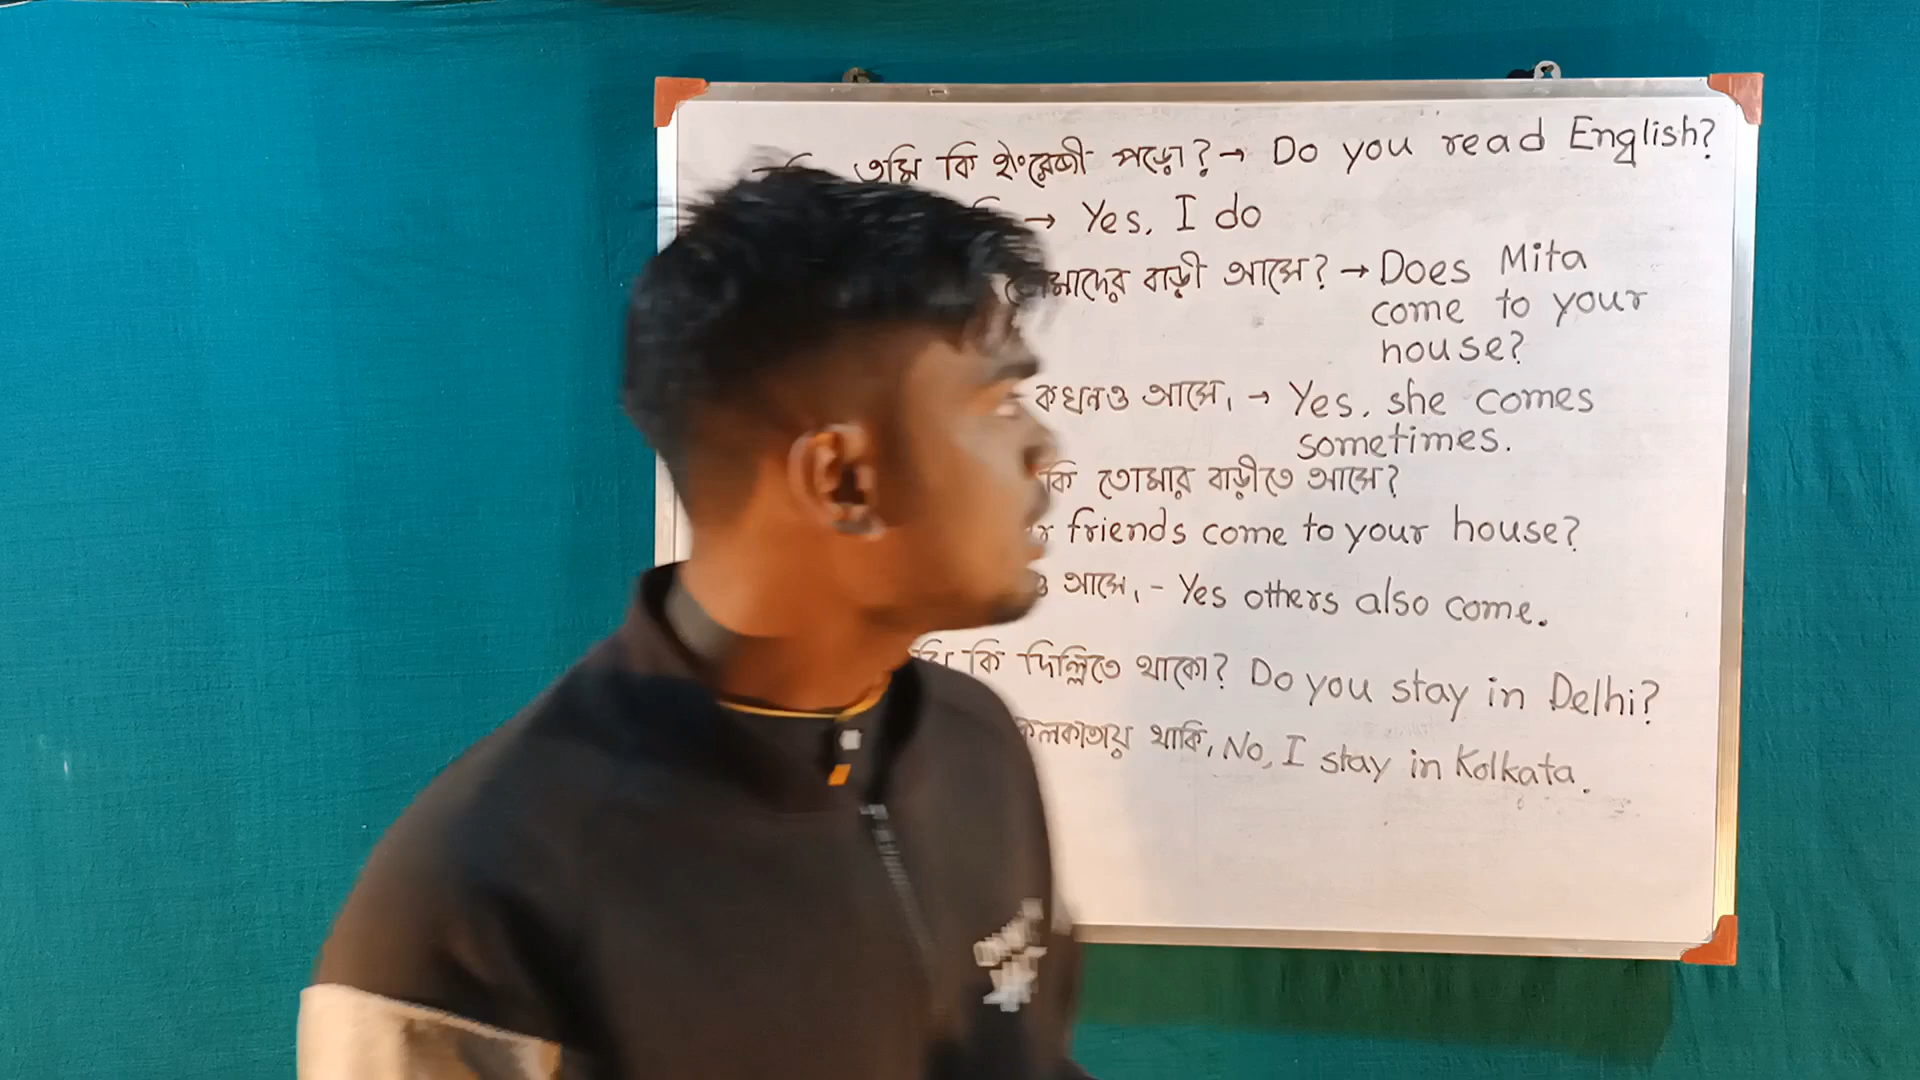 তুমি কি ইংরেজী পড়ো? → Do you read English?
→ Yes, I do
তোমাদের বাড়ী আসে? → Does Mita
come to your
house?
কখনও আসে। → Yes, she comes
sometimes.
কি তোমার বাড়ীতে আসে?
friends come to your house?
আসে। - Yes others also come.
কি দিল্লিতে থাকো? Do you stay in Delhi?
কলকাতায় থাকি। No, I stay in Kolkata.